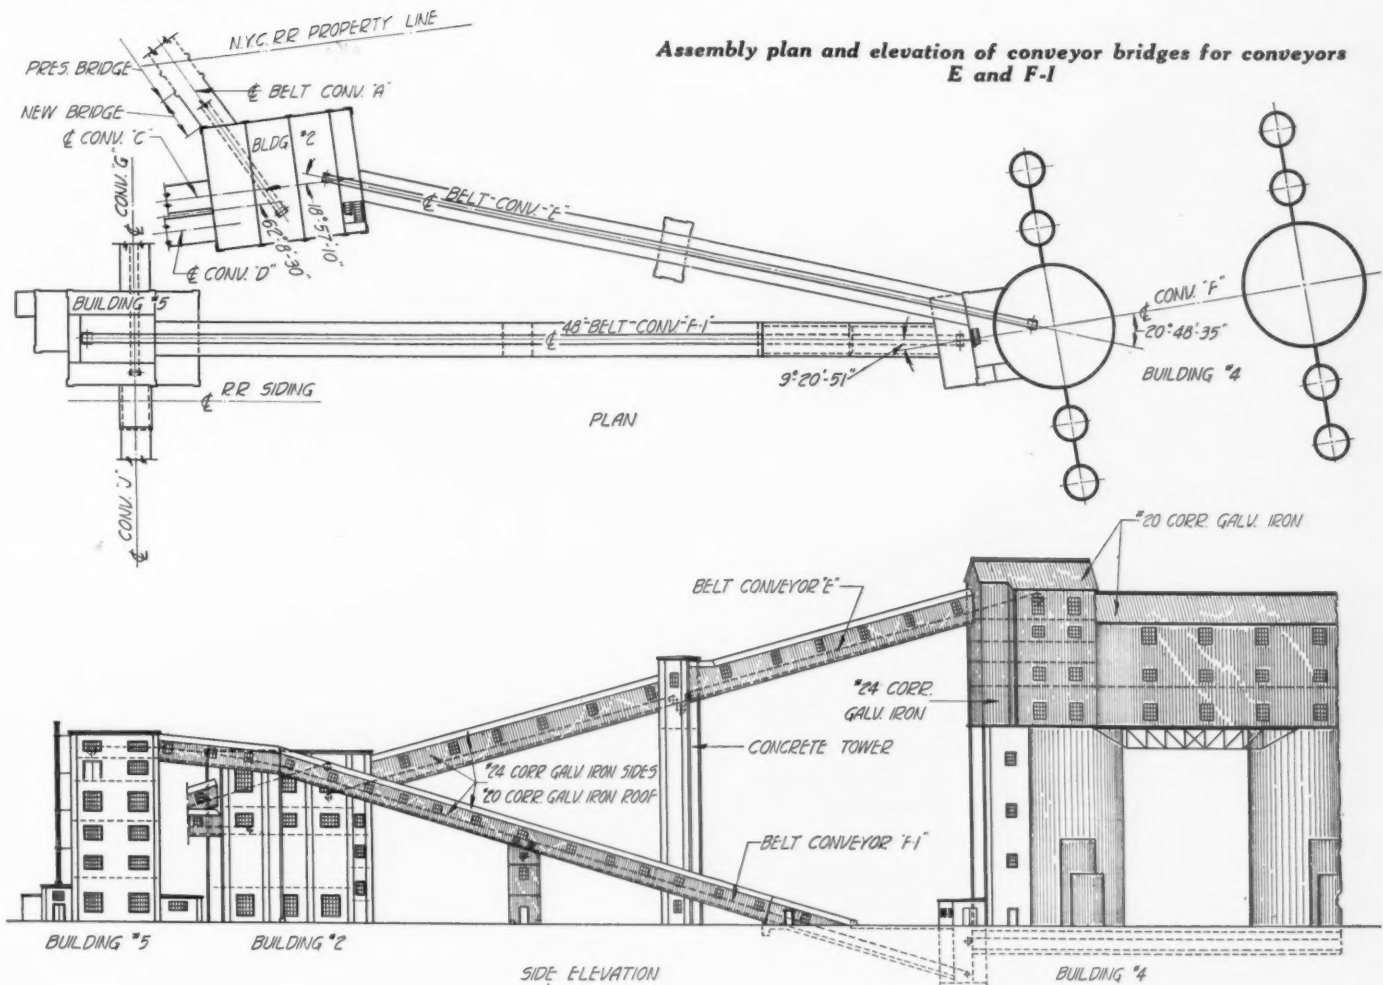 Assembly plan and elevation of conveyor bridges for conveyors
E and F-I
N.Y.C. RR PROPERTY LINE
PRES. BRIDGE
℄ BELT CONV. "A"
NEW BRIDGE
℄ CONV. "C"
BLDG #2
℄ CONV. "G"
62°-8'-30"
18°-57'-10"
℄ BELT-CONV.-"E"
℄ CONV. "D"
BUILDING #5
48" BELT-CONV. "F-1"
℄
℄ CONV. "F"
20°-48'-35"
9°-20'-51"
BUILDING #4
℄ RR SIDING
PLAN
℄ CONV. "J"
#20 CORR. GALV. IRON
BELT CONVEYOR "E"
#24 CORR.
GALV. IRON
CONCRETE TOWER
#24 CORR GALV IRON SIDES
#20 CORR. GALV IRON ROOF
BELT CONVEYOR "F-1"
BUILDING #5
BUILDING #2
SIDE ELEVATION
BUILDING #4